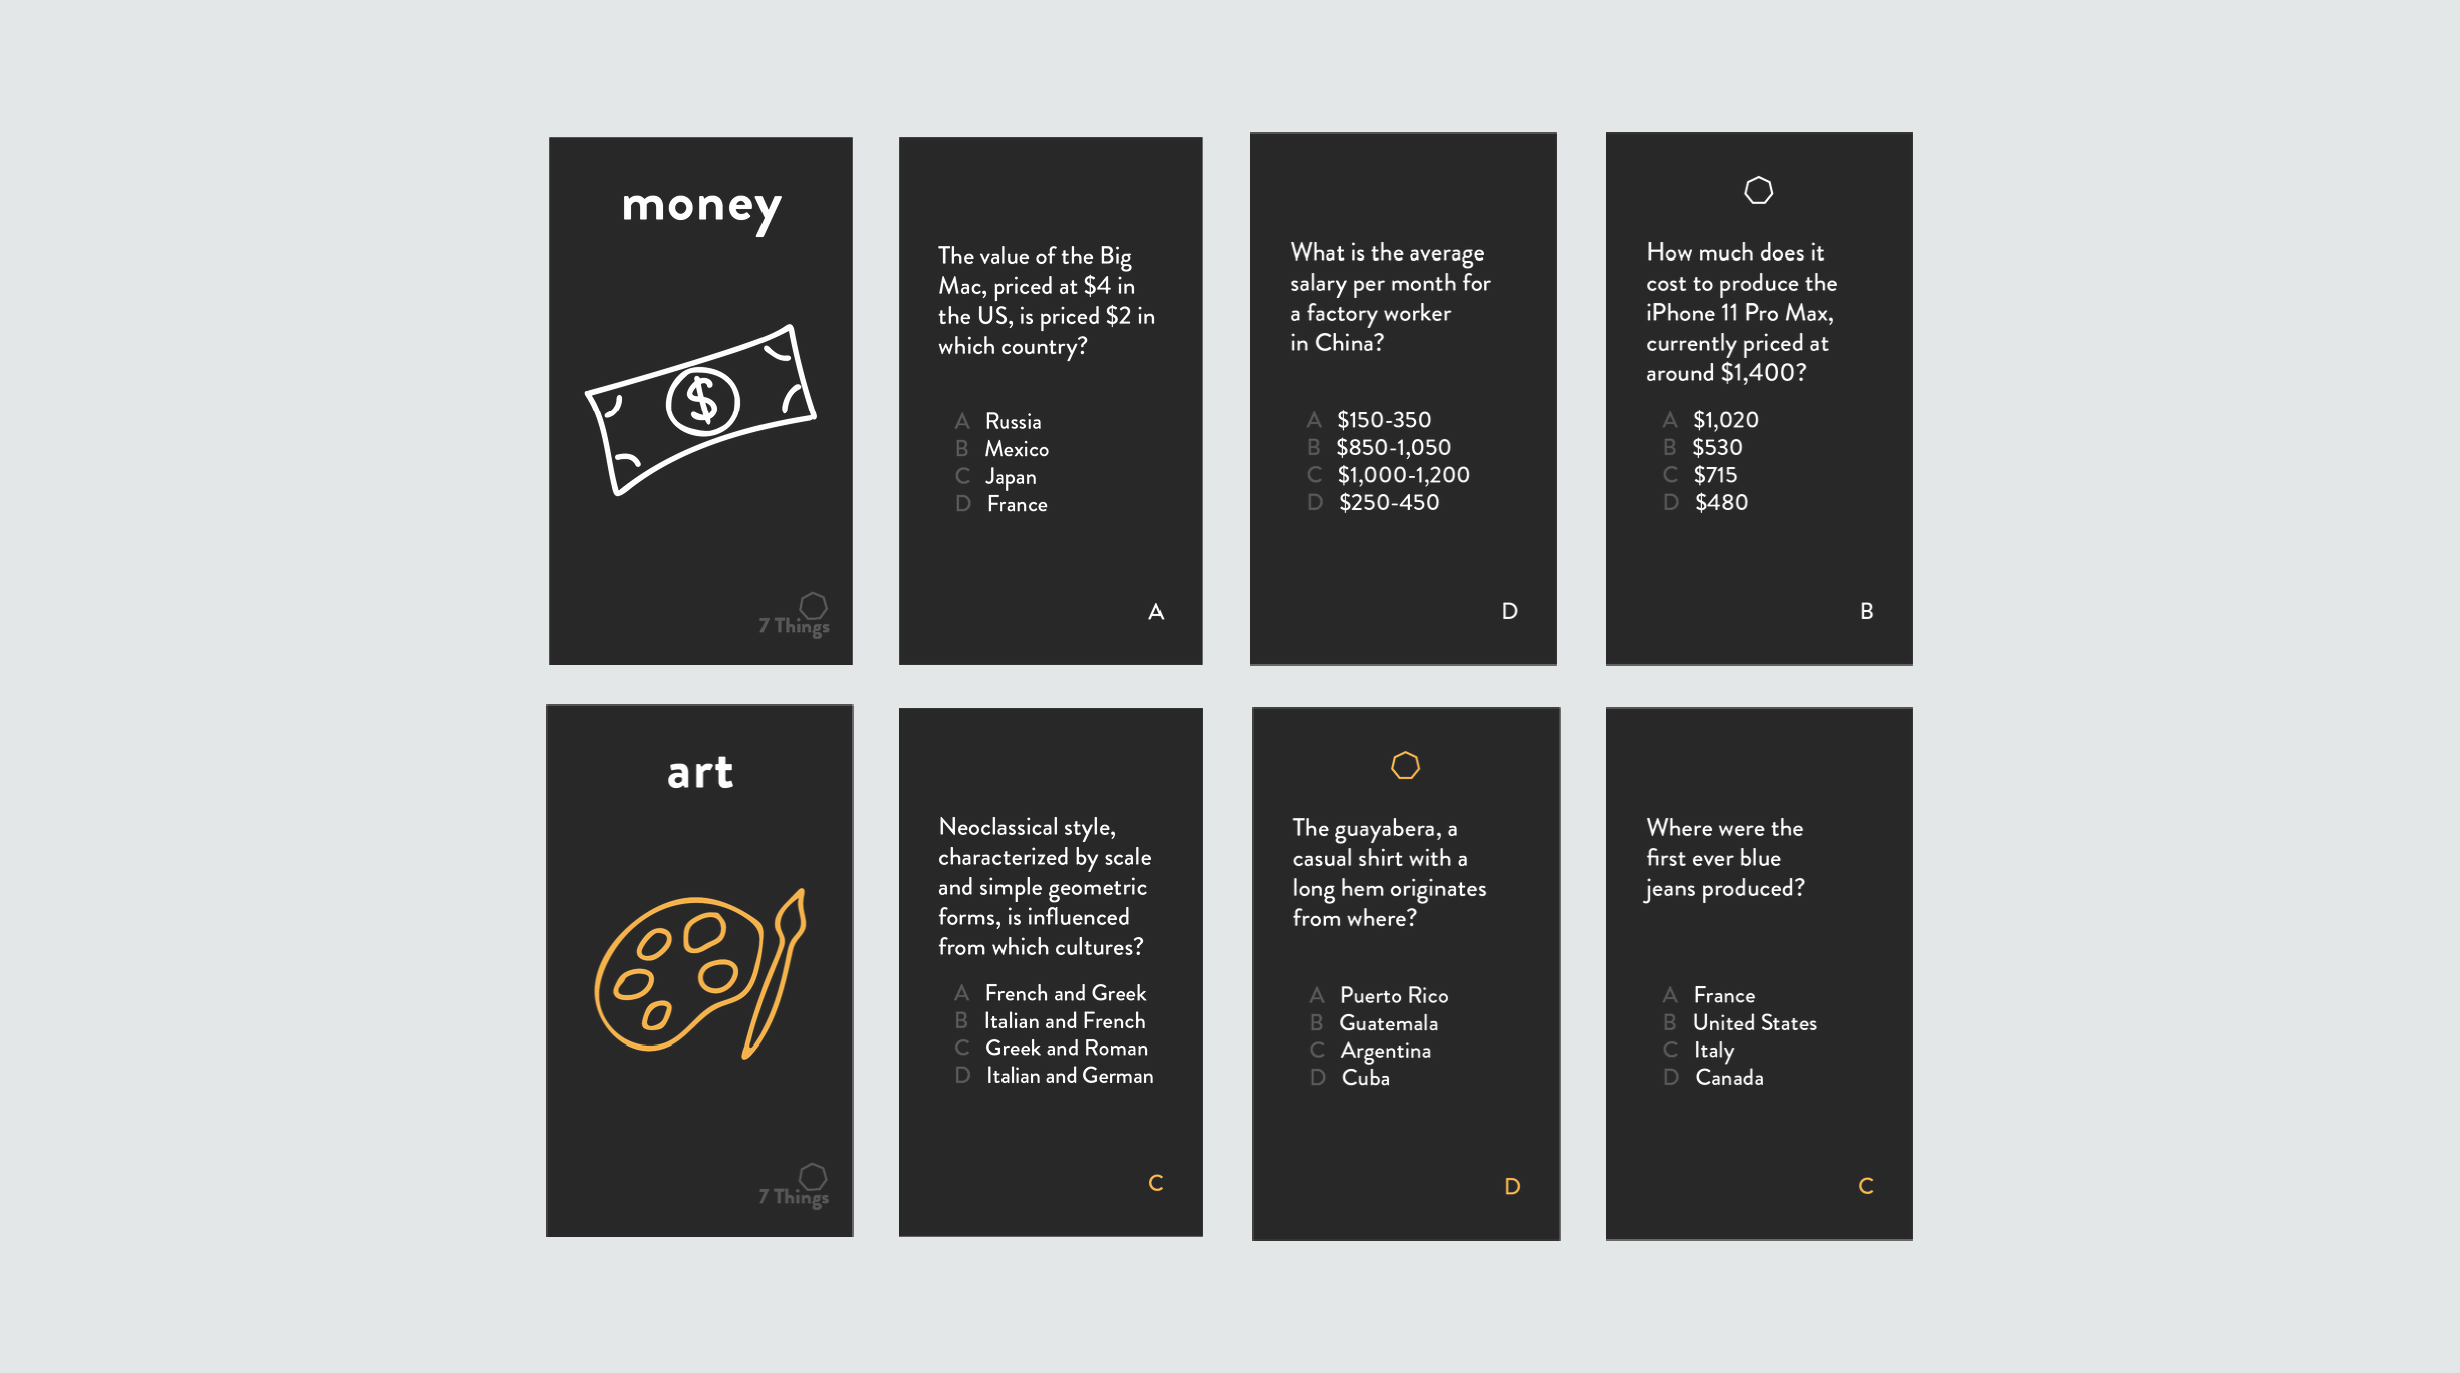 money
$
7 Things
The value of the Big
Mac, priced at $4 in
the US, is priced $2 in
which country?
A Russia
B Mexico
C Japan
D France
A
What is the average
salary per month for
a factory worker
in China?
A $150-350
B $850-1,050
C $1,000-1,200
D $250-450
D
How much does it
cost to produce the
iPhone 11 Pro Max,
currently priced at
around $1,400?
A $1,020
B $530
C $715
D $480
B
art
7 Things
Neoclassical style,
characterized by scale
and simple geometric
forms, is influenced
from which cultures?
A French and Greek
B Italian and French
C Greek and Roman
D Italian and German
C
The guayabera, a
casual shirt with a
long hem originates
from where?
A Puerto Rico
B Guatemala
C Argentina
D Cuba
D
Where were the
first ever blue
jeans produced?
A France
B United States
C Italy
D Canada
C